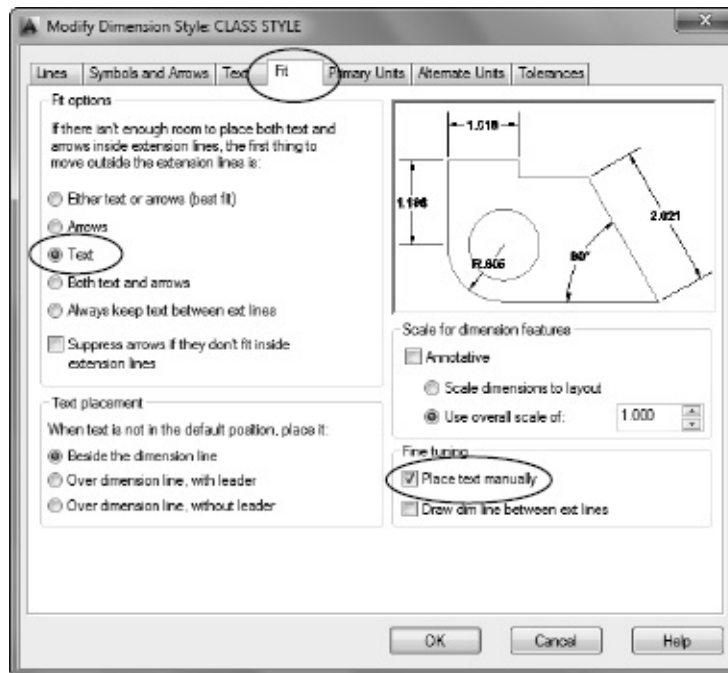 Modify Dimension Style: CLASS STYLE
Lines Symbols and Arrows Text Fit Primary Units Alternate Units Tolerances
Fit options
If there isn't enough room to place both text and
arrows inside extension lines, the first thing to
move outside the extension lines is:
Either text or arrows (best fit)
Arrows
Text
Both text and arrows
Always keep text between ext lines
Suppress arrows if they don't fit inside
extension lines
Text placement
When text is not in the default position, place it:
Beside the dimension line
Over dimension line, with leader
Over dimension line, without leader
1.018
1.196
2.021
R.805
60°
Scale for dimension features
Annotative
Scale dimensions to layout
Use overall scale of: 1.000
Fine tuning
Place text manually
Draw dim line between ext lines
OK Cancel Help